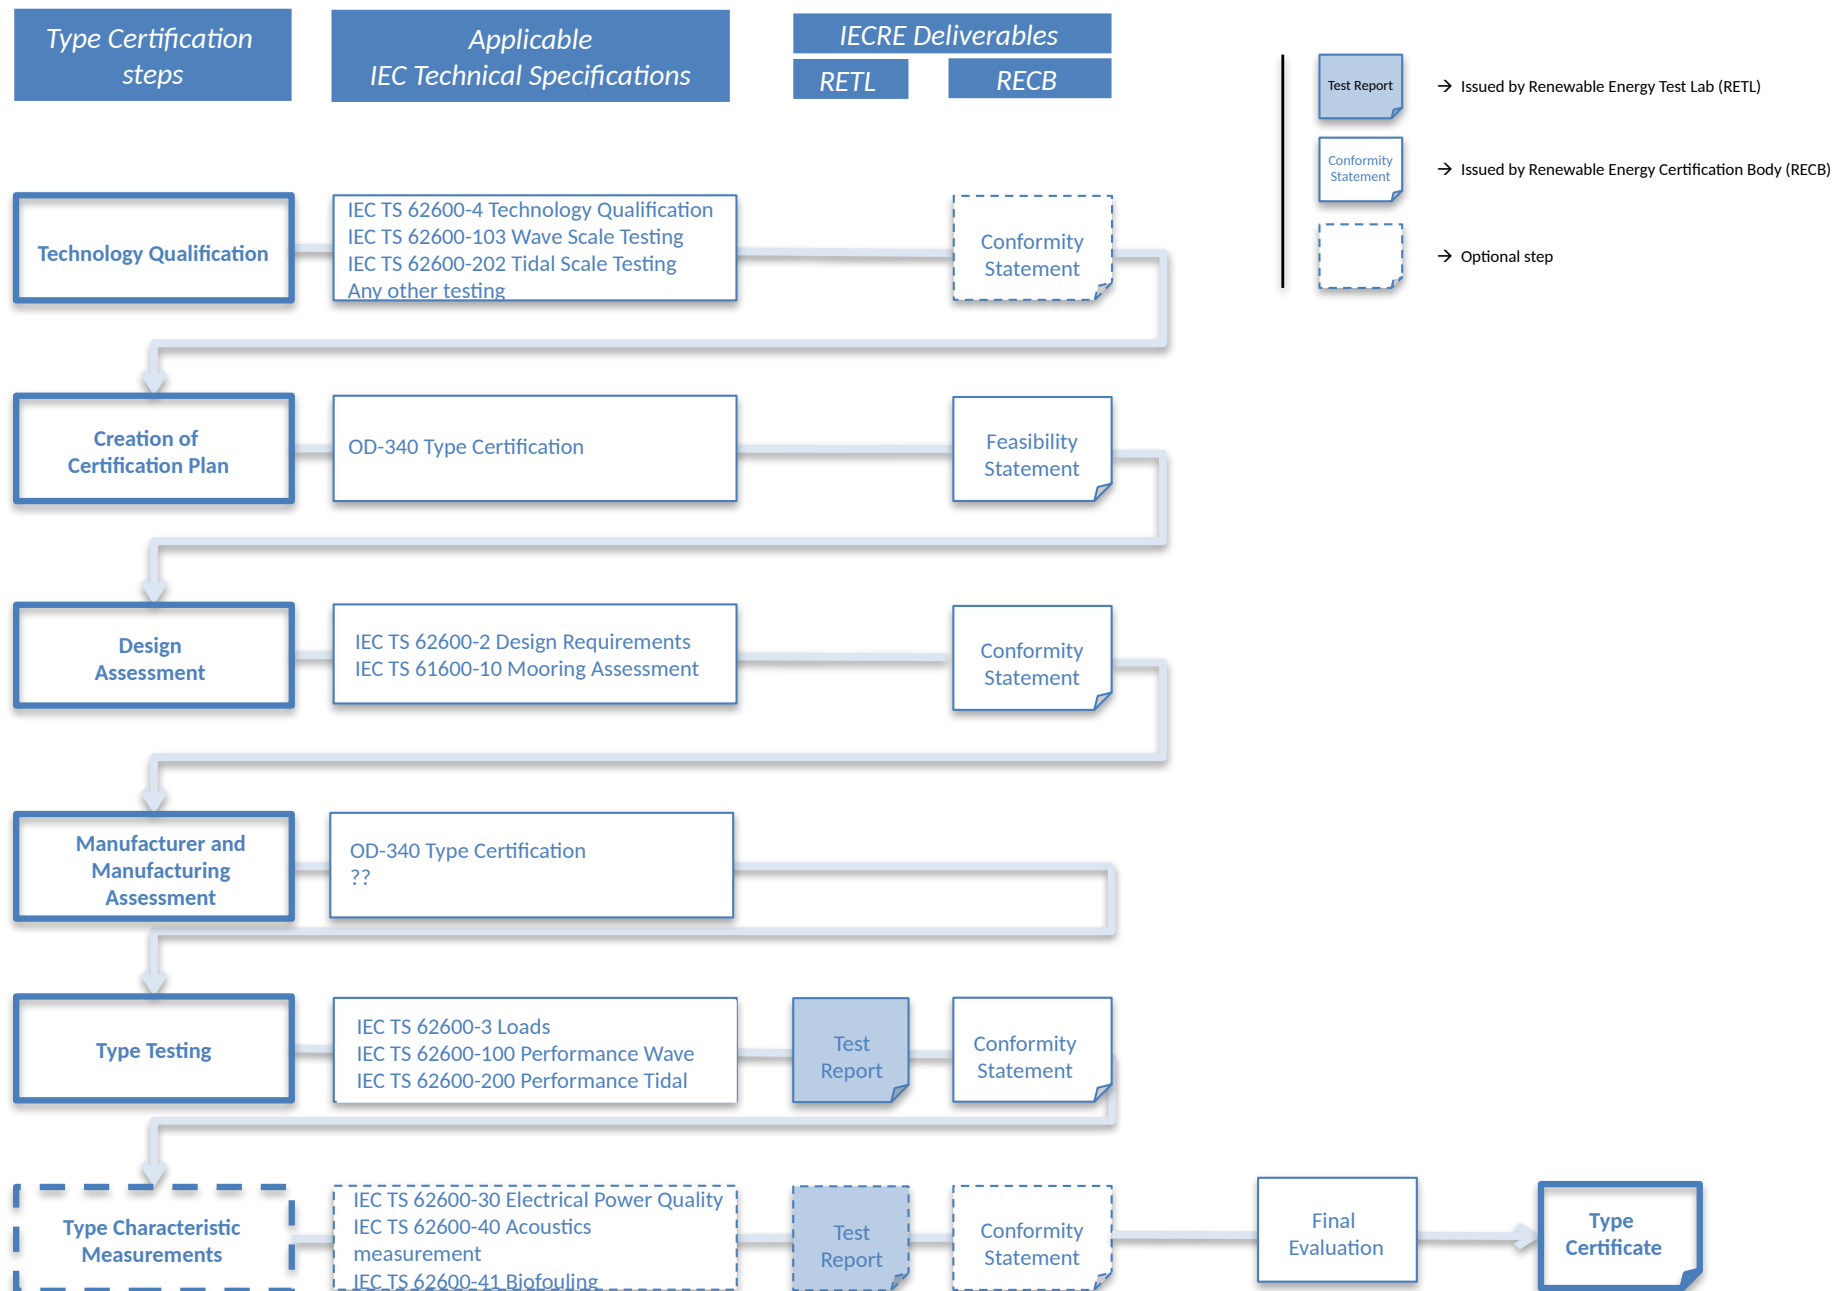 Type Certification
steps
Applicable
IEC Technical Specifications
IECRE Deliverables
RETL
RECB
Test Report
→ Issued by Renewable Energy Test Lab (RETL)
Conformity
Statement
→ Issued by Renewable Energy Certification Body (RECB)
→ Optional step
Technology Qualification
IEC TS 62600-4 Technology Qualification
IEC TS 62600-103 Wave Scale Testing
IEC TS 62600-202 Tidal Scale Testing
Any other testing
Conformity
Statement
Creation of
Certification Plan
OD-340 Type Certification
Feasibility
Statement
Design
Assessment
IEC TS 62600-2 Design Requirements
IEC TS 61600-10 Mooring Assessment
Conformity
Statement
Manufacturer and
Manufacturing
Assessment
OD-340 Type Certification
??
Type Testing
IEC TS 62600-3 Loads
IEC TS 62600-100 Performance Wave
IEC TS 62600-200 Performance Tidal
Test
Report
Conformity
Statement
Type Characteristic
Measurements
IEC TS 62600-30 Electrical Power Quality
IEC TS 62600-40 Acoustics
measurement
IEC TS 62600-41 Biofouling
Test
Report
Conformity
Statement
Final
Evaluation
Type
Certificate